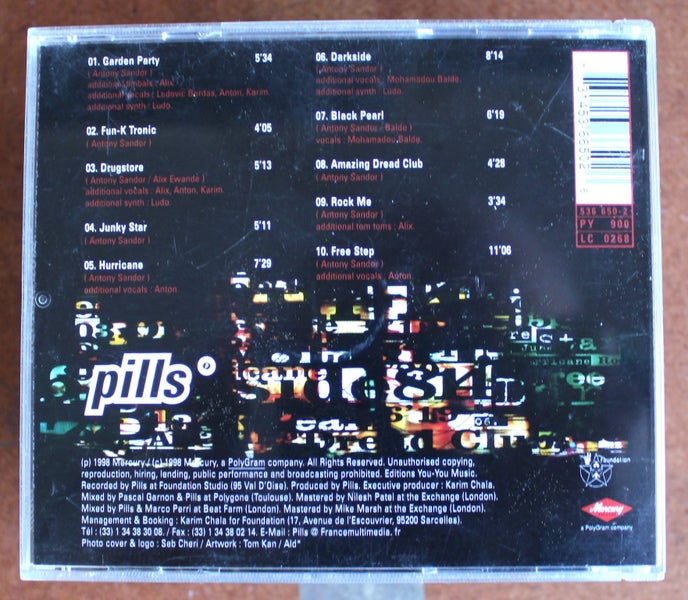 01. Garden Party 5'34
( Antony Sandor )
additional timbals : Alix.
additional vocals : Ludovic Bordas, Anton, Karim.
additional synth : Ludo.
02. Fun-K Tronic 4'05
( Antony Sandor )
03. Drugstore 5'13
( Antony Sandor / Alix Ewande )
additional vocals : Alix, Anton, Karim.
additional synth : Ludo.
04. Junky Star 5'11
( Antony Sandor )
05. Hurricane 7'29
( Antony Sandor )
additional vocals : Anton.
06. Darkside 8'14
( Antony Sandor )
additional vocals : Mohamadou Balde.
additional synth : Ludo.
07. Black Pearl 6'19
( Antony Sandor / Balde )
vocals : Mohamadou Balde.
08. Amazing Dread Club 4'28
( Antony Sandor )
09. Rock Me 3'34
( Antony Sandor )
additional tom toms : Alix.
10. Free Step 11'06
( Antony Sandor )
additional vocals : Anton.
731453 66502
536 650-2
PY 900
LC 0268
pills
(p) 1998 Mercury / (c) 1998 Mercury, a PolyGram company. All Rights Reserved. Unauthorised copying,
reproduction, hiring, lending, public performance and broadcasting prohibited. Editions You-You Music.
Recorded by Pills at Foundation Studio (95 Val D'Oise). Produced by Pills. Executive producer : Karim Chala.
Mixed by Pascal Garnon & Pills at Polygone (Toulouse). Mastered by Nilesh Patel at the Exchange (London).
Mixed by Pills & Marco Perri at Beat Farm (London). Mastered by Mike Marsh at the Exchange (London).
Management & Booking : Karim Chala for Foundation (17, Avenue de l'Escouvrier, 95200 Sarcelles).
Tél : (33) 1 34 38 30 08. / Fax : (33) 1 34 38 02 14. E-Mail : Pills @ Francemultimedia. fr
Photo cover & logo : Seb Cheri / Artwork : Tom Kan / Ald*
Foundation
Mercury
a PolyGram company